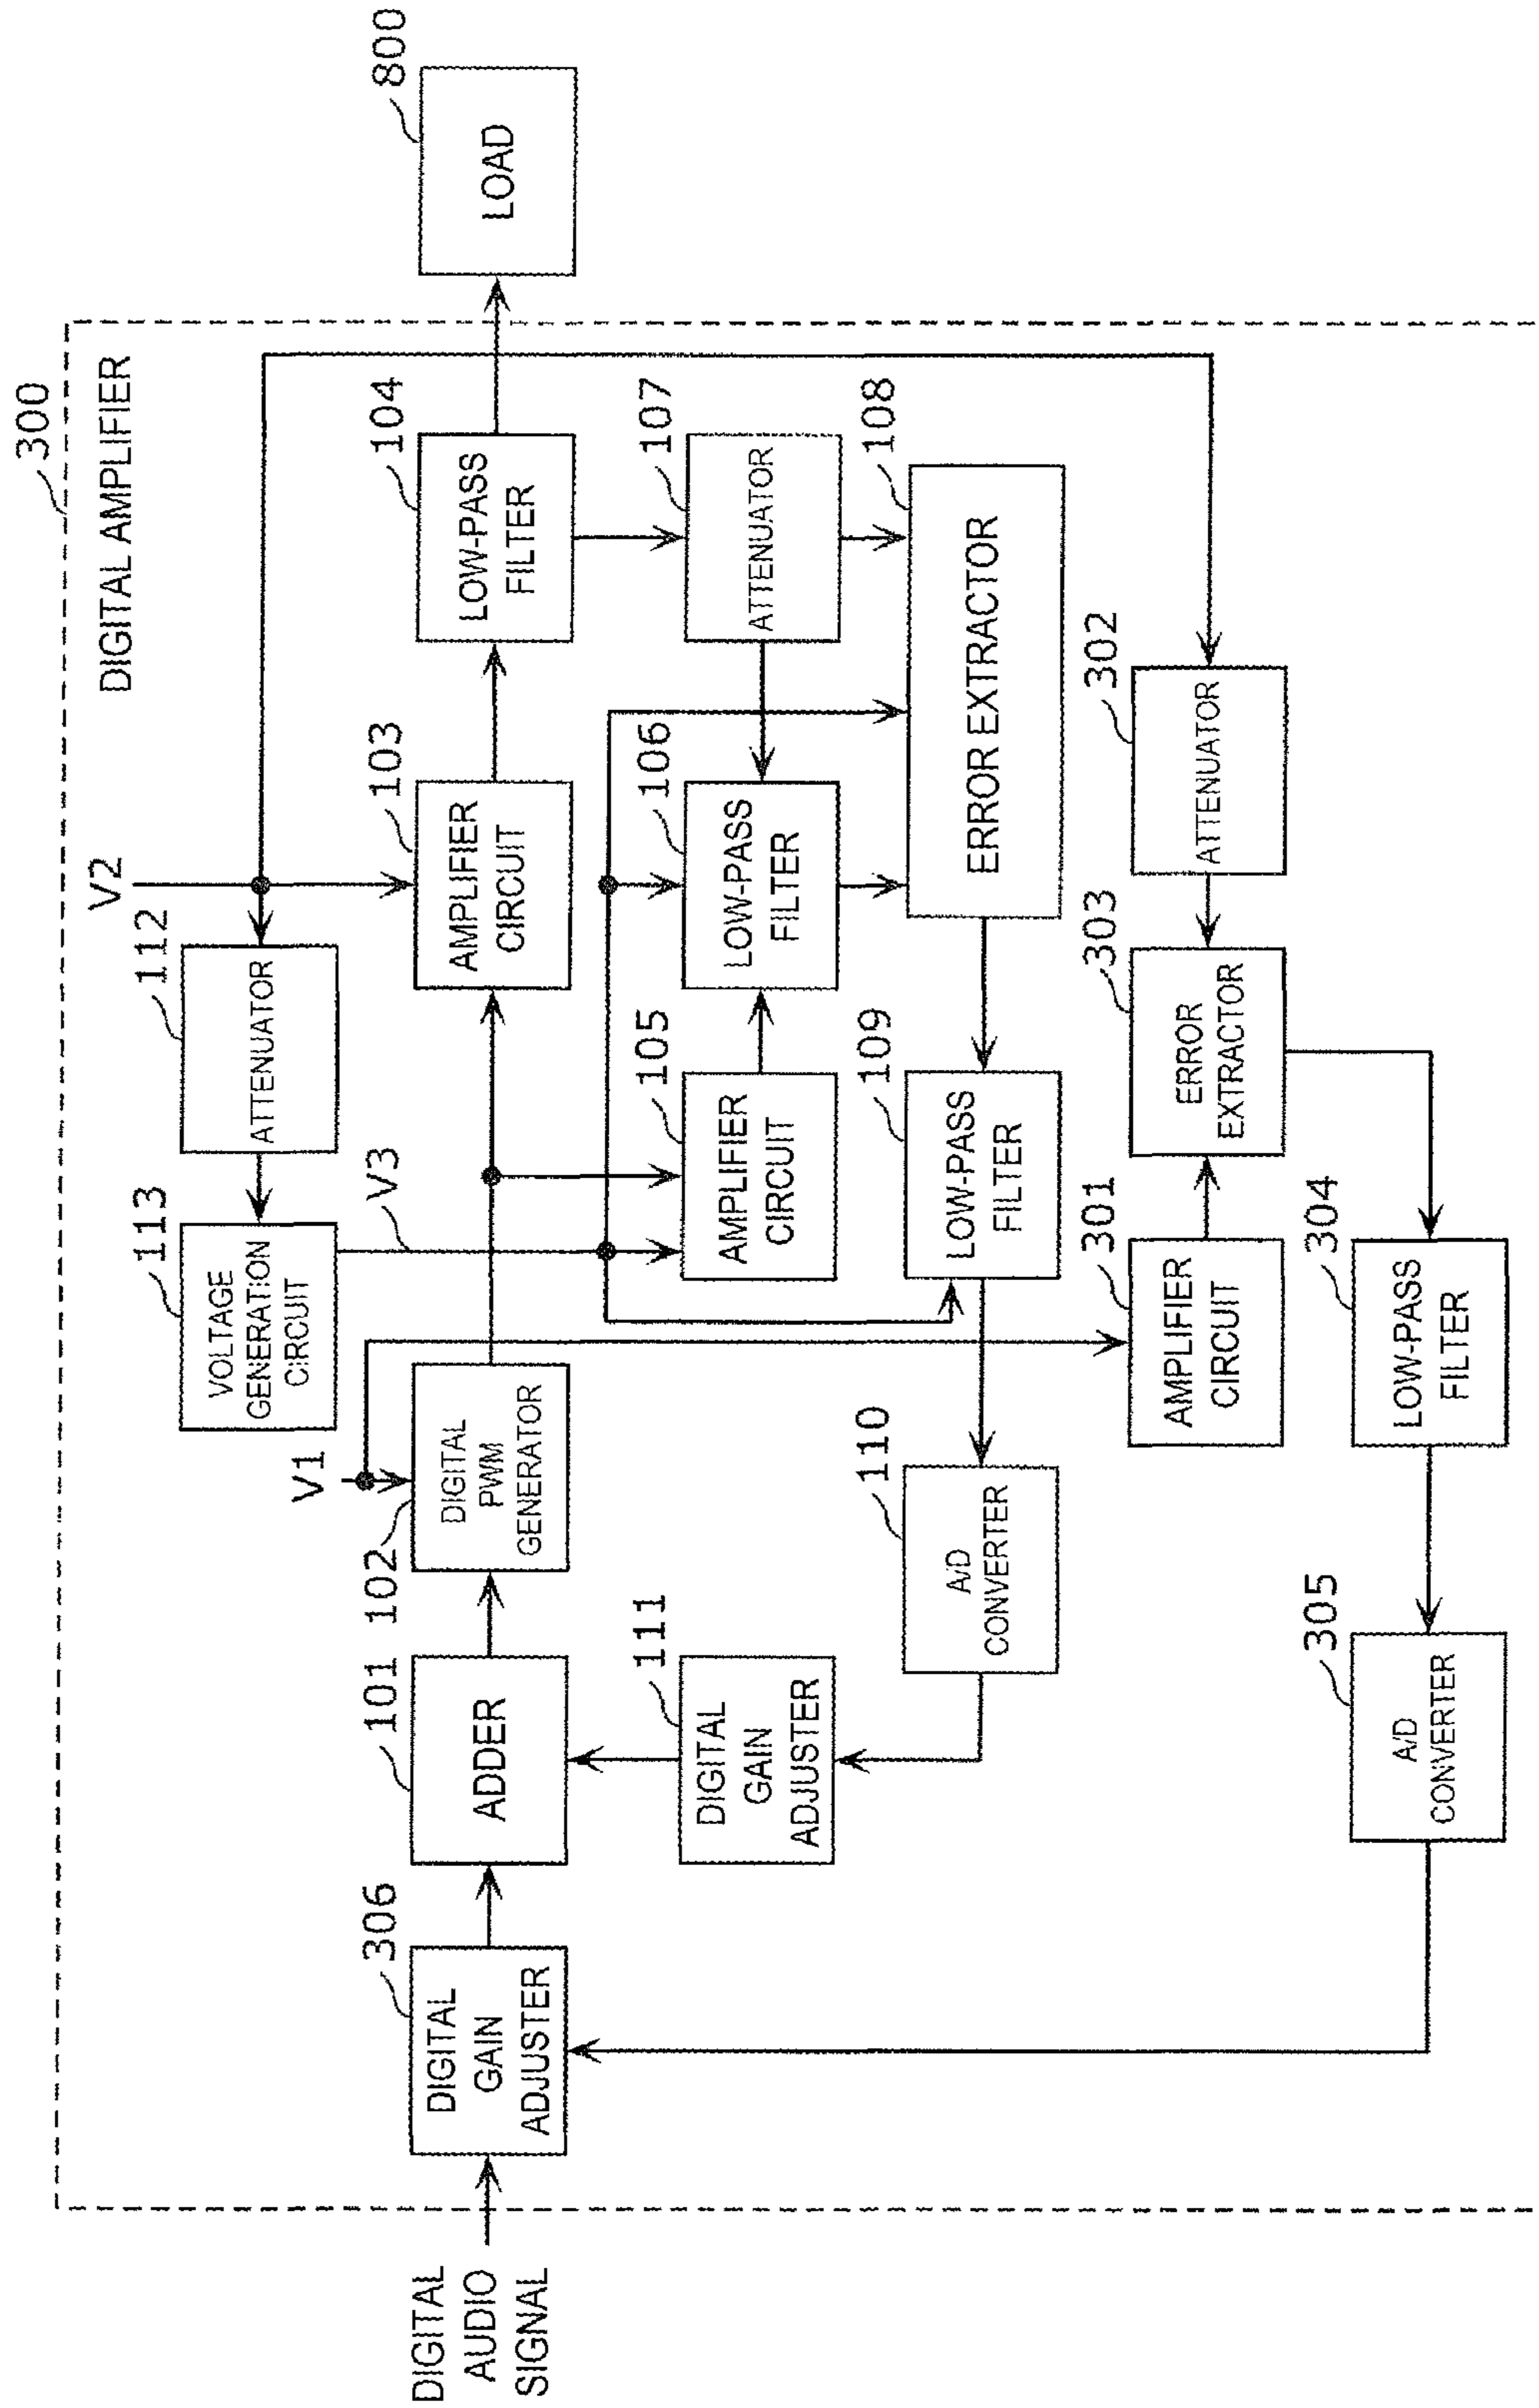 300
DIGITAL AMPLIFIER
V2
112
ATTENUATOR
113
VOLTAGE
GENERATION
CIRCUIT
V3
V1
DIGITAL
AUDIO
SIGNAL
306
DIGITAL
GAIN
ADJUSTER
101
ADDER
102
DIGITAL
PWM
GENERATOR
103
AMPLIFIER
CIRCUIT
104
LOW-PASS
FILTER
800
LOAD
111
DIGITAL
GAIN
ADJUSTER
105
AMPLIFIER
CIRCUIT
106
LOW-PASS
FILTER
107
ATTENUATOR
110
A/D
CONVERTER
109
LOW-PASS
FILTER
108
ERROR EXTRACTOR
301
AMPLIFIER
CIRCUIT
303
ERROR
EXTRACTOR
302
ATTENUATOR
305
A/D
CONVERTER
304
LOW-PASS
FILTER